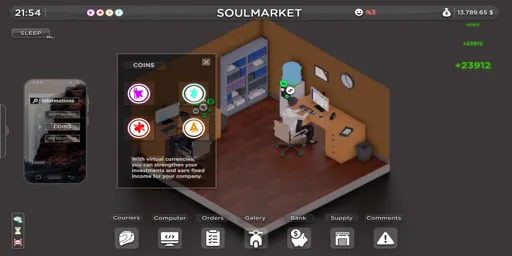 21:54
SOULMARKET
%2
13.789.65 $
+23912
+23912
+23912
SLEEP
COINS
Informations
COINS
With virtual currencies,
you can strengthen your
investments and earn fixed
income for your company.
Couriers
Computer
Orders
Galery
Bank
Supply
Comments